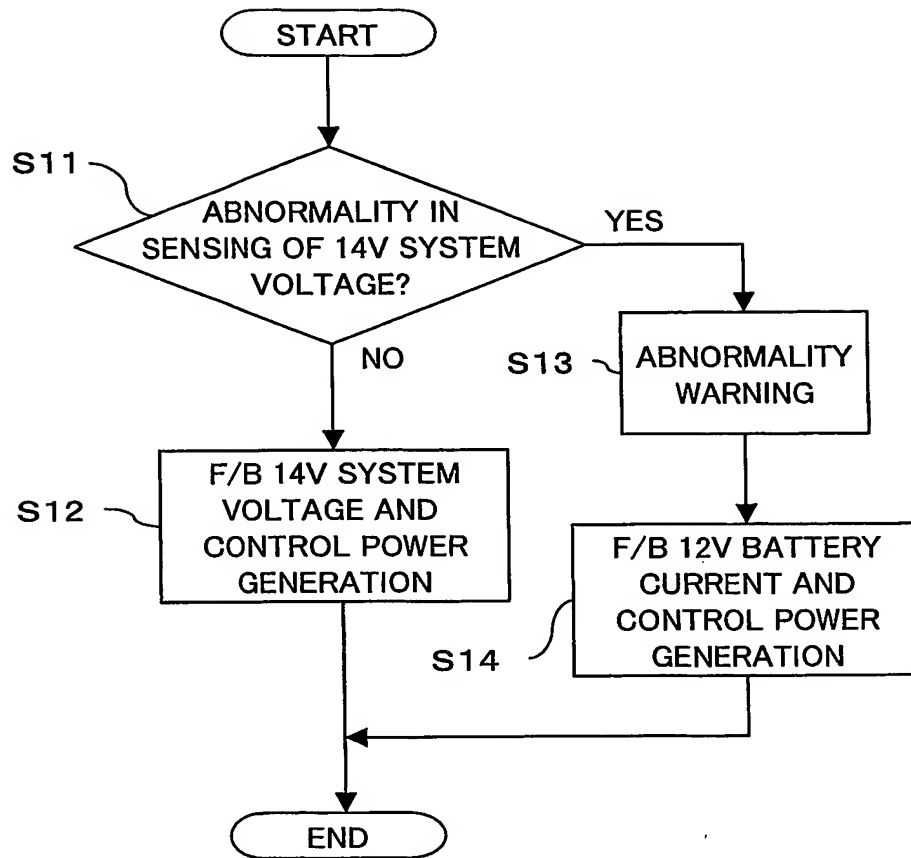 START
S11
ABNORMALITY IN
SENSING OF 14V SYSTEM
VOLTAGE?
YES
NO
S13
ABNORMALITY
WARNING
S12
F/B 14V SYSTEM
VOLTAGE AND
CONTROL POWER
GENERATION
S14
F/B 12V BATTERY
CURRENT AND
CONTROL POWER
GENERATION
END